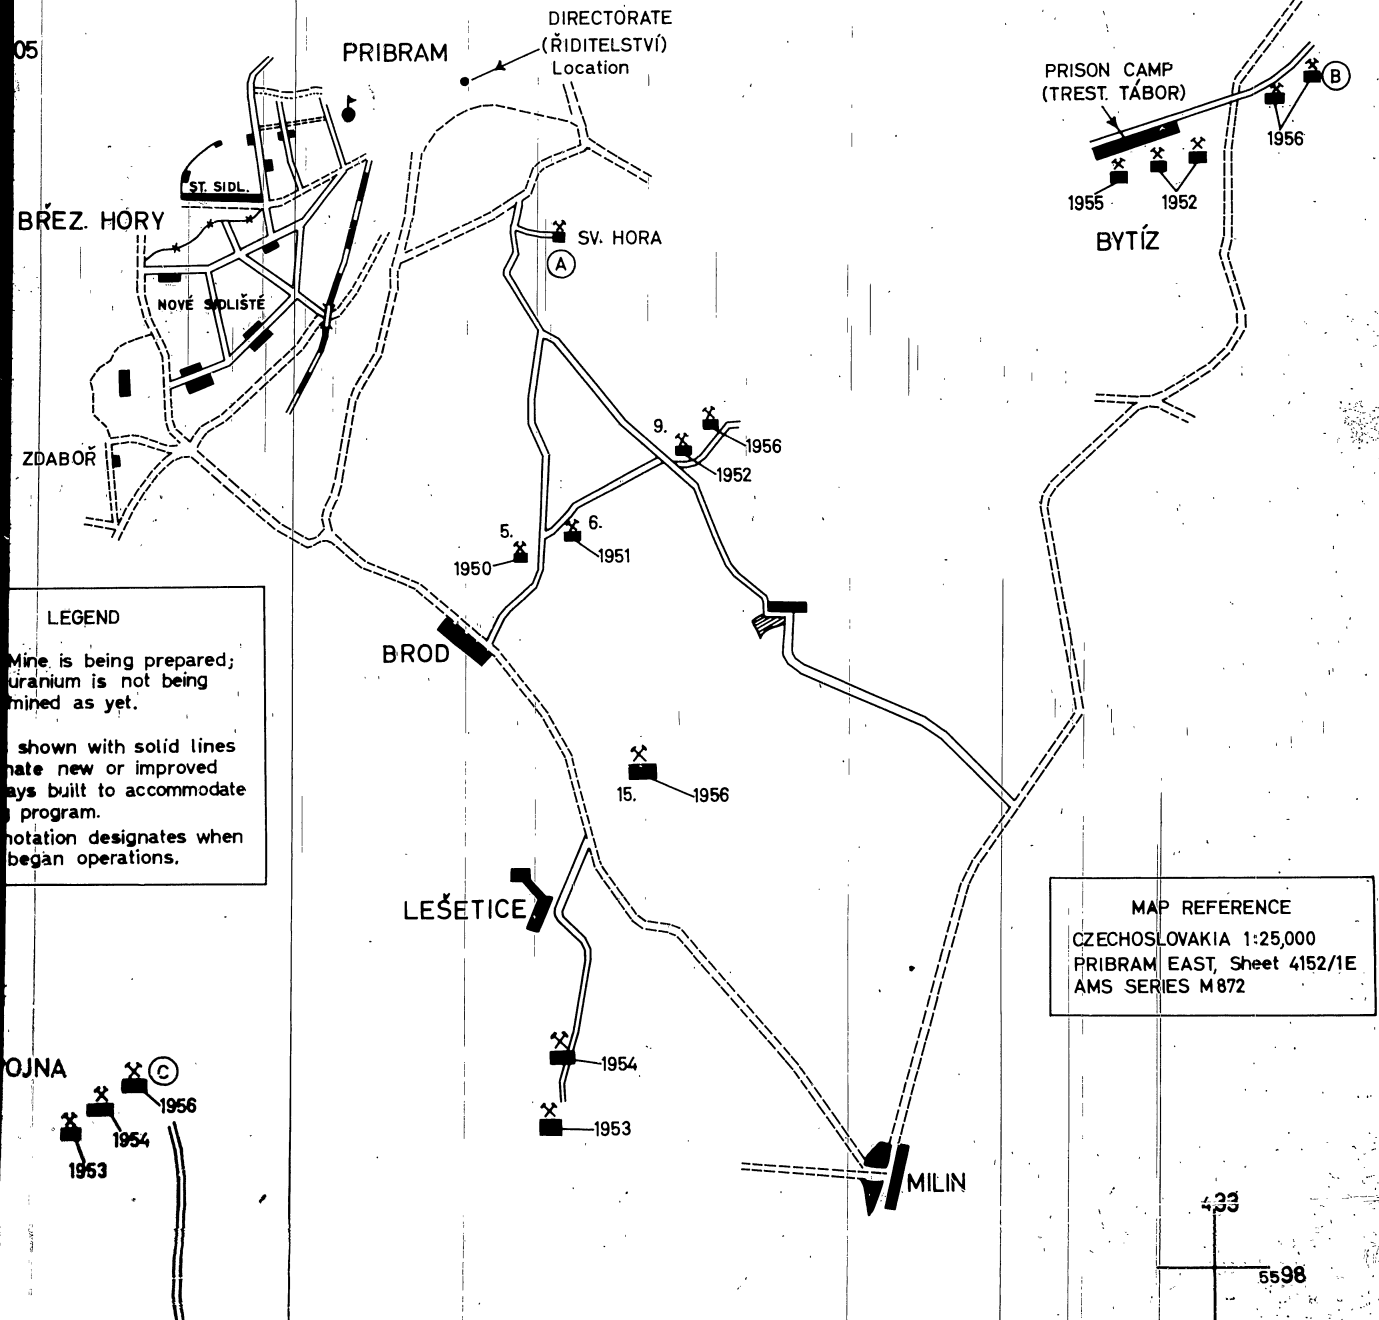 05
DIRECTORATE
(ŘIDITELSTVÍ)
Location
PRIBRAM
PRISON CAMP
(TREST. TÁBOR)
B
1956
1955
1952
BYTÍZ
ST. SIDL.
BŘEZ. HORY
NOVÉ SIDLIŠTĚ
SV. HORA
A
ZDABOŘ
9.
1956
1952
5.
6.
1950
1951
BROD
LEGEND
Mine is being prepared;
uranium is not being
mined as yet.
shown with solid lines
new or improved
built to accommodate
program.
notation designates when
began operations.
15.
1956
LEŠETICE
MAP REFERENCE
CZECHOSLOVAKIA 1:25,000
PRIBRAM EAST, Sheet 4152/1E
AMS SERIES M872
1954
1953
OJNA
C
1956
1954
1953
MILIN
433
5598